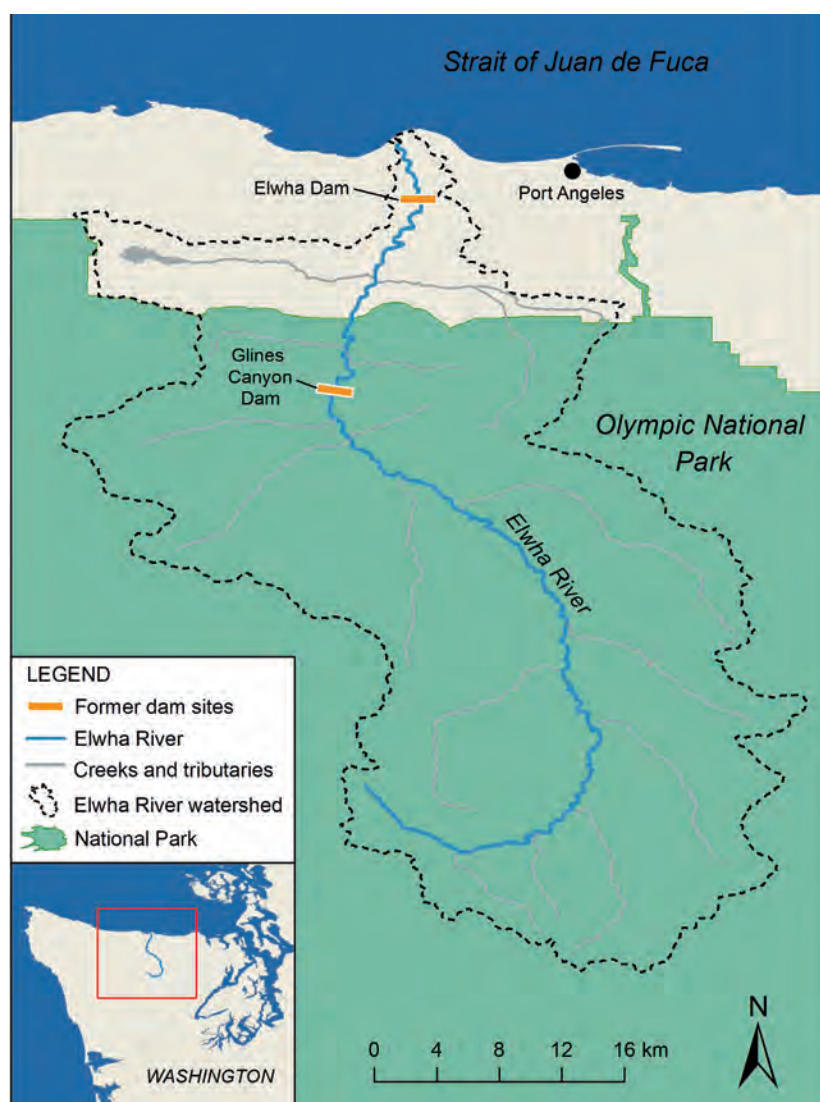 Strait of Juan de Fuca
Elwha Dam
Port Angeles
Glines
Canyon
Dam
Olympic National
Park
Elwha River
LEGEND
Former dam sites
Elwha River
Creeks and tributaries
Elwha River watershed
National Park
WASHINGTON
N
0 4 8 12 16 km